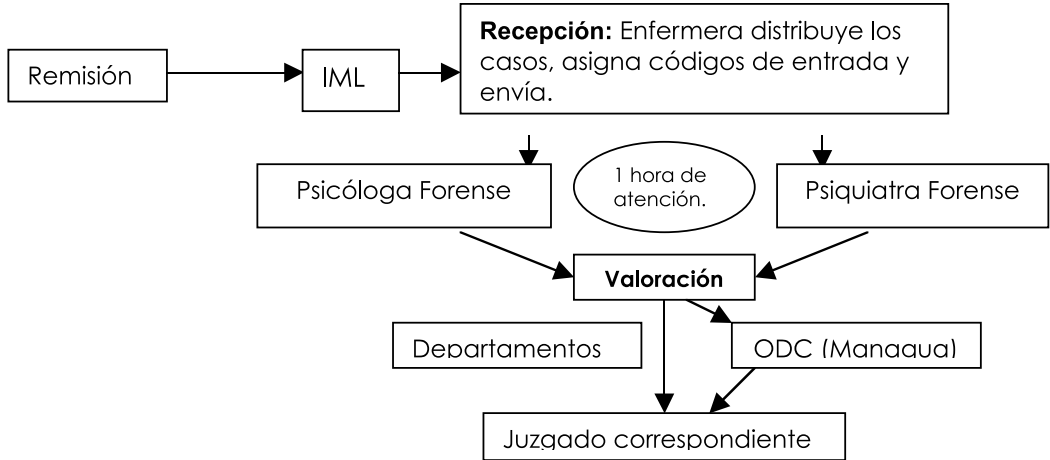 Remisión
IML
Recepción: Enfermera distribuye los
casos, asigna códigos de entrada y
envía.
Psicóloga Forense
1 hora de
atención.
Psiquiatra Forense
Valoración
Departamentos
ODC (Managua)
Juzgado correspondiente